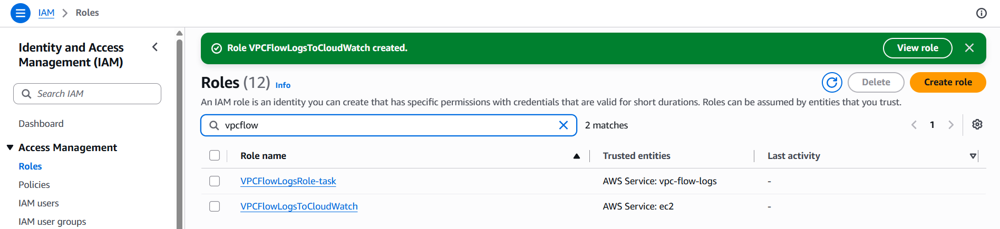 IAM > Roles
Identity and Access Management (IAM)
Search IAM
Dashboard
Access Management
Roles
Policies
IAM users
IAM user groups
Role VPCFlowLogsToCloudWatch created.
View role
Roles (12) Info
Delete
Create role
An IAM role is an identity you can create that has specific permissions with credentials that are valid for short durations. Roles can be assumed by entities that you trust.
vpcflow
2 matches
1
Role name Trusted entities Last activity
VPCFlowLogsRole-task AWS Service: vpc-flow-logs -
VPCFlowLogsToCloudWatch AWS Service: ec2 -